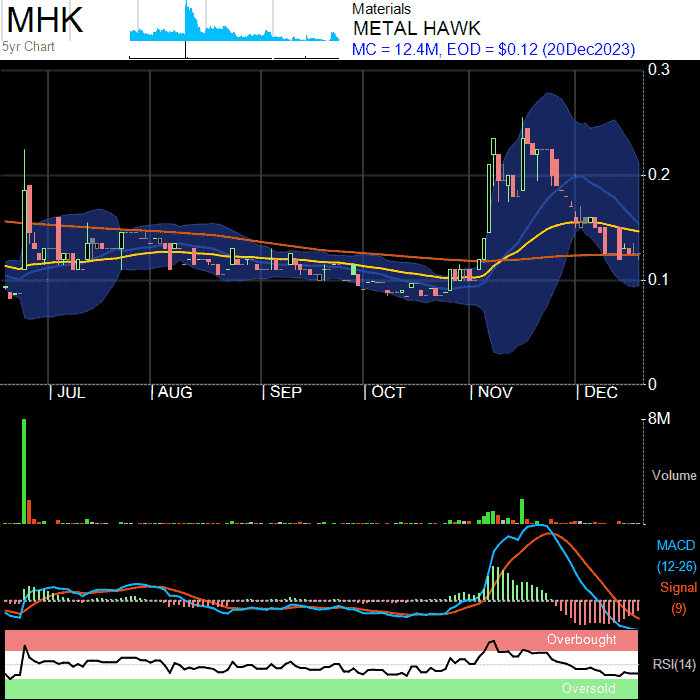 MHK
5yr Chart
Materials
METAL HAWK
MC = 12.4M, EOD = $0.12 (20Dec2023)
0.3
0.2
0.1
0
| JUL | AUG | SEP | OCT | NOV | DEC
8M
Volume
MACD
(12-26)
Signal
(9)
Overbought
RSI(14)
Oversold